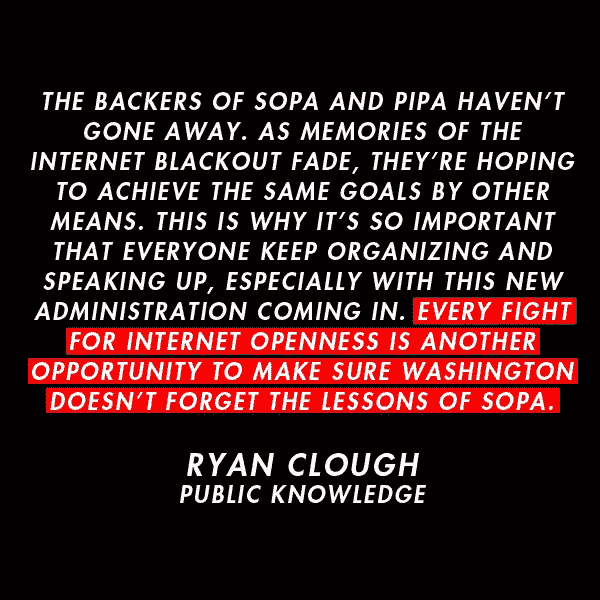 THE BACKERS OF SOPA AND PIPA HAVEN'T
GONE AWAY. AS MEMORIES OF THE
INTERNET BLACKOUT FADE, THEY'RE HOPING
TO ACHIEVE THE SAME GOALS BY OTHER
MEANS. THIS IS WHY IT'S SO IMPORTANT
THAT EVERYONE KEEP ORGANIZING AND
SPEAKING UP, ESPECIALLY WITH THIS NEW
ADMINISTRATION COMING IN. EVERY FIGHT
FOR INTERNET OPENNESS IS ANOTHER
OPPORTUNITY TO MAKE SURE WASHINGTON
DOESN'T FORGET THE LESSONS OF SOPA.
RYAN CLOUGH
PUBLIC KNOWLEDGE